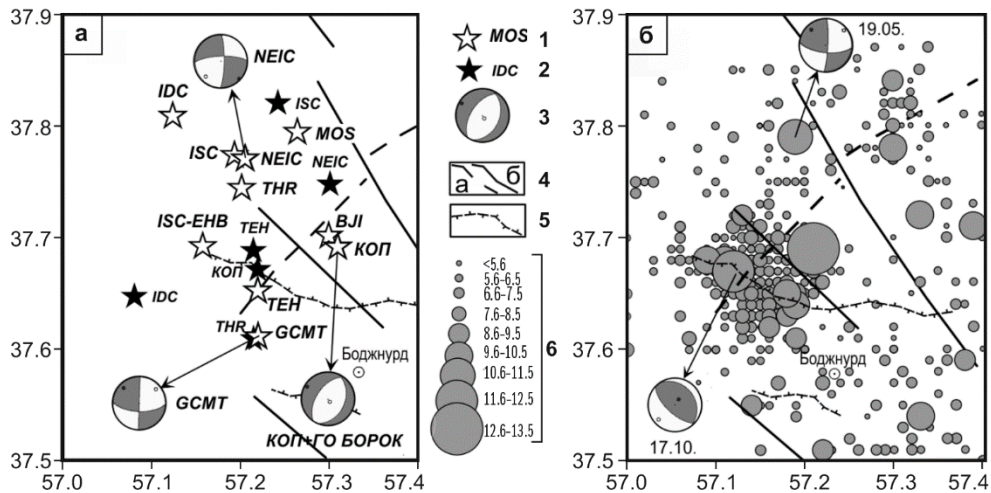 37.9
37.8
37.7
37.6
37.5
57.0
57.1
57.2
57.3
57.4
а
NEIC
IDC
ISC
MOS
ISC
NEIC
NEIC
THR
ISC-EHB
TEH
BJI
КОП
КОП
IDC
TEH
THR
GCMT
Боджнурд
GCMT
КОП+ГО БОРОК
MOS 1
IDC 2
3
а б 4
5
<5.6
5.6–6.5
6.6–7.5
7.6–8.5
8.6–9.5
9.6–10.5
10.6–11.5
11.6–12.5
12.6–13.5
6
37.9
37.8
37.7
37.6
37.5
57.0
57.1
57.2
57.3
57.4
б
19.05.
Боджнурд
17.10.